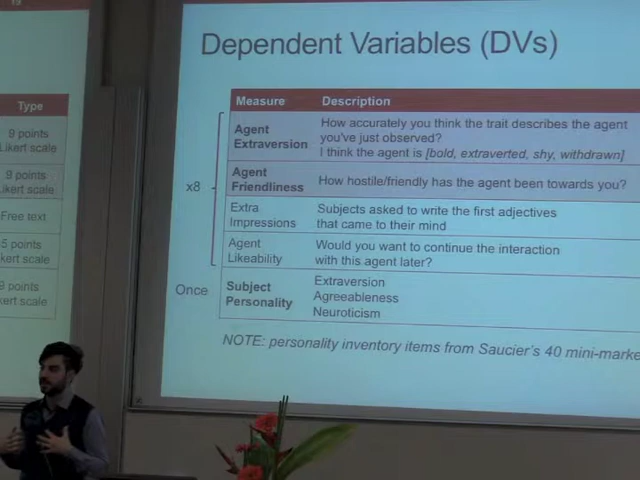 19
Type
9 points
Likert scale
9 points
Likert scale
Free text
5 points
Likert scale
9 points
Likert scale
Dependent Variables (DVs)
Measure Description
x8
Agent Extraversion
How accurately you think the trait describes the agent
you've just observed?
I think the agent is [bold, extraverted, shy, withdrawn]
Agent Friendliness
How hostile/friendly has the agent been towards you?
Extra Impressions
Subjects asked to write the first adjectives
that came to their mind
Agent Likeability
Would you want to continue the interaction
with this agent later?
Once
Subject Personality
Extraversion
Agreeableness
Neuroticism
NOTE: personality inventory items from Saucier's 40 mini-marke